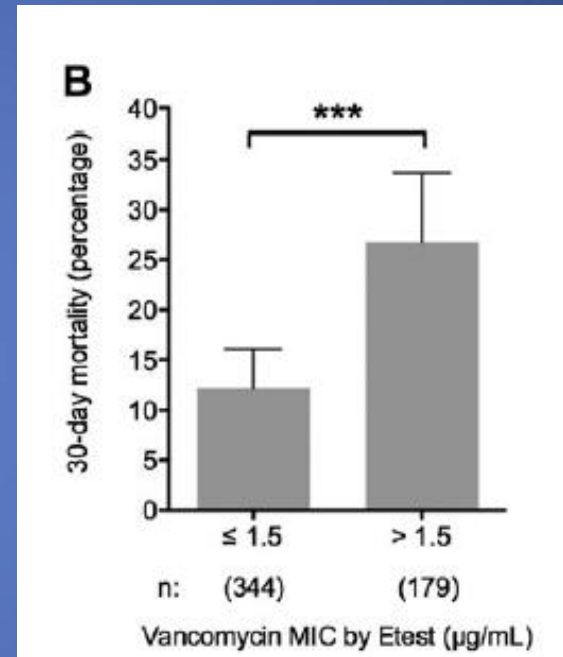 B
***
30-day mortality (percentage)
40
35
30
25
20
15
10
5
0
≤ 1.5 > 1.5
n: (344) (179)
Vancomycin MIC by Etest (µg/mL)